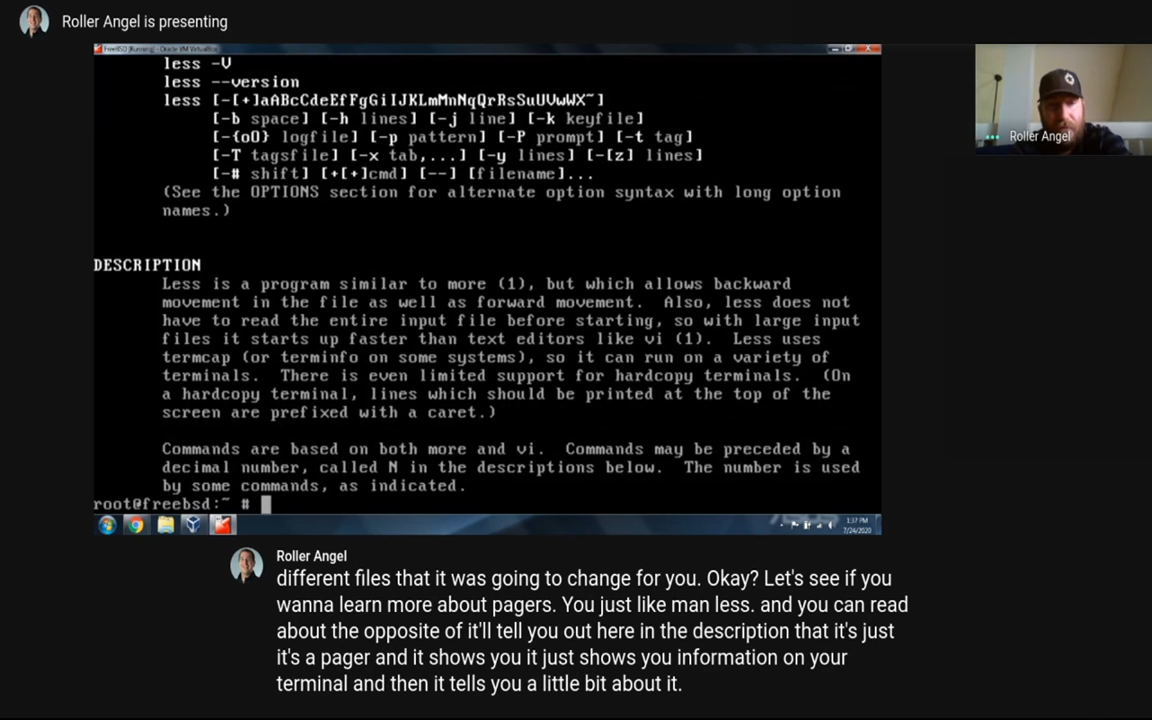 Roller Angel is presenting
FreeBSD [Running] - Oracle VM VirtualBox
less -V
less --version
less [-[+]aABcCdeEfFgGiIJKLmMnNqQrRsSuUVwWX~]
[-b space] [-h lines] [-j line] [-k keyfile]
[-{oO} logfile] [-p pattern] [-P prompt] [-t tag]
[-T tagsfile] [-x tab,...] [-y lines] [-[z] lines]
[-# shift] [+[+]cmd] [--] [filename]...
(See the OPTIONS section for alternate option syntax with long option
names.)
DESCRIPTION
Less is a program similar to more (1), but which allows backward
movement in the file as well as forward movement.  Also, less does not
have to read the entire input file before starting, so with large input
files it starts up faster than text editors like vi (1).  Less uses
termcap (or terminfo on some systems), so it can run on a variety of
terminals.  There is even limited support for hardcopy terminals.  (On
a hardcopy terminal, lines which should be printed at the top of the
screen are prefixed with a caret.)
Commands are based on both more and vi.  Commands may be preceded by a
decimal number, called N in the descriptions below.  The number is used
by some commands, as indicated.
root@freebsd:~ #
1:37 PM
7/24/2020
Roller Angel
Roller Angel
different files that it was going to change for you. Okay? Let's see if you
wanna learn more about pagers. You just like man less. and you can read
about the opposite of it'll tell you out here in the description that it's just
it's a pager and it shows you it just shows you information on your
terminal and then it tells you a little bit about it.